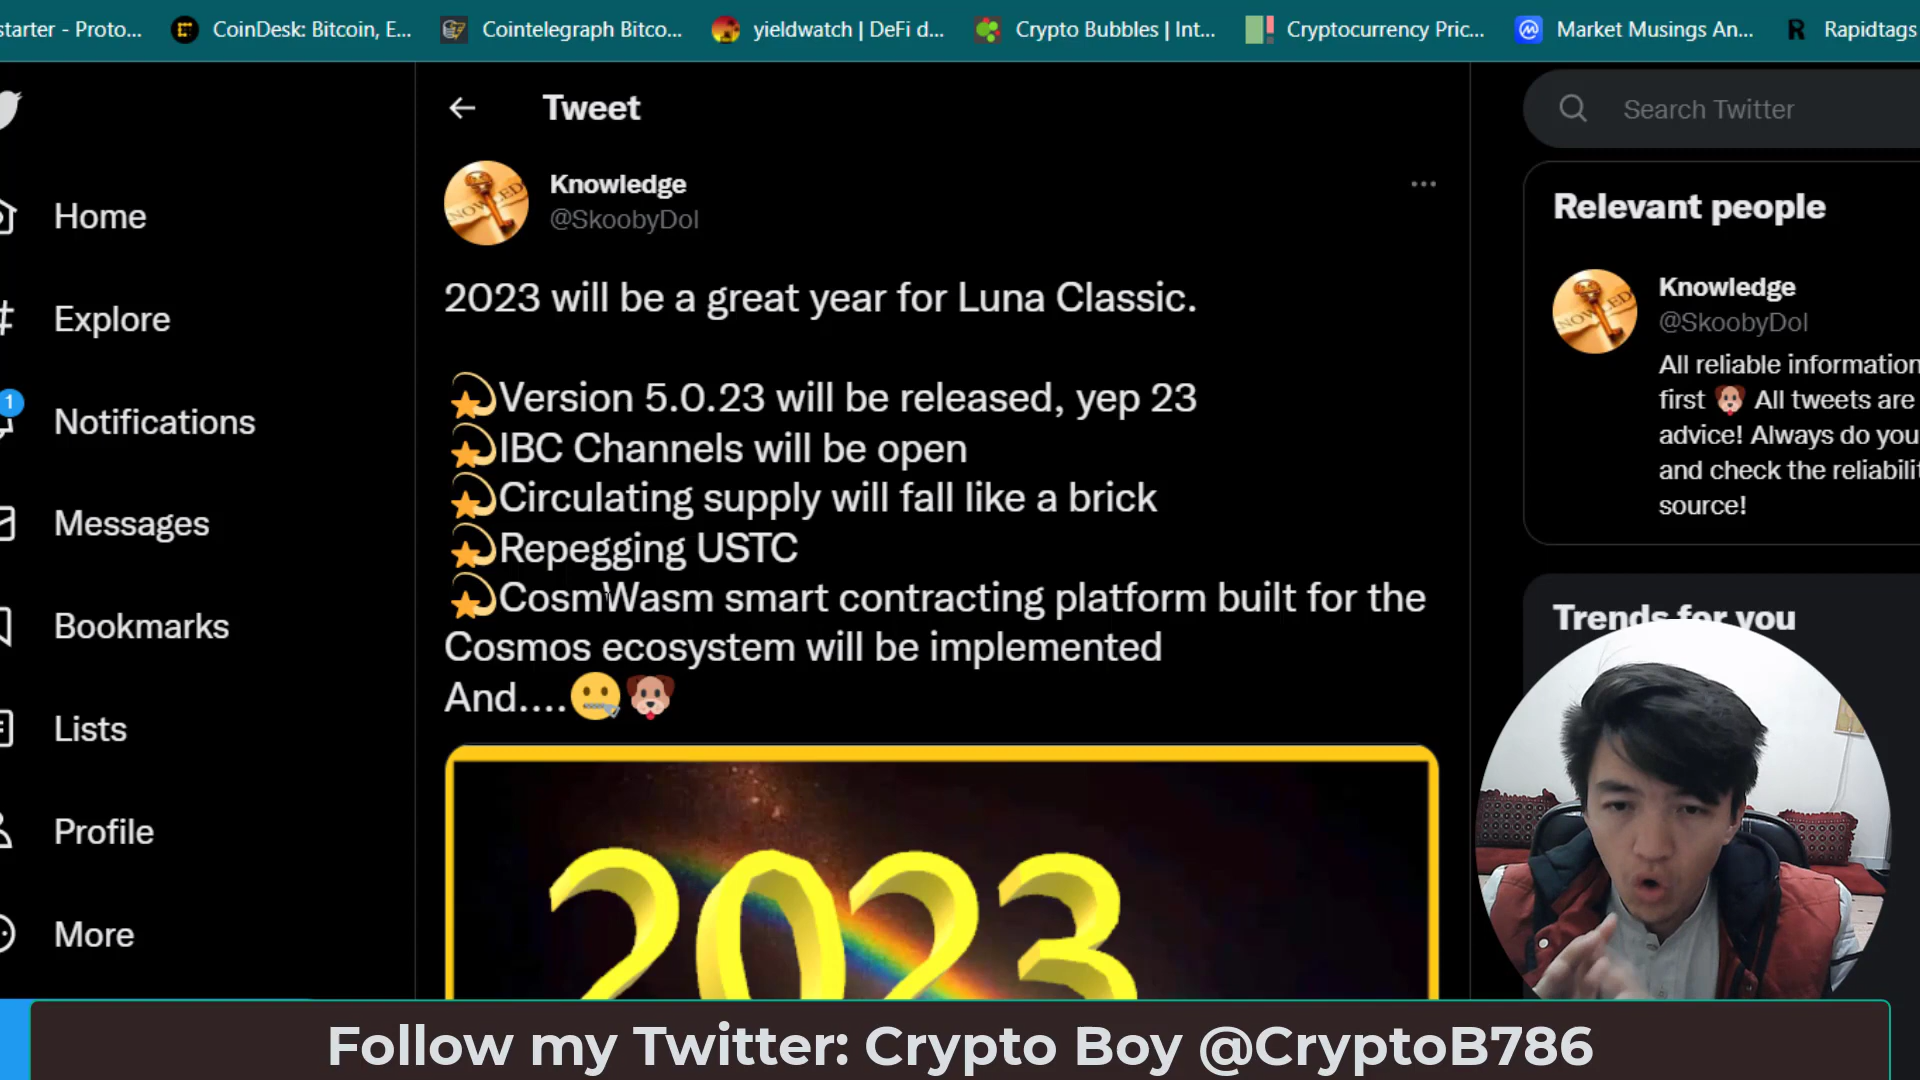 starter - Proto...
CoinDesk: Bitcoin, E...
Cointelegraph Bitco...
yieldwatch | DeFi d...
Crypto Bubbles | Int...
Cryptocurrency Pric...
Market Musings An...
Rapidtags
Tweet
Search Twitter
Home
Explore
1
Notifications
Messages
Bookmarks
Lists
Profile
More
Knowledge
@SkoobyDol
2023 will be a great year for Luna Classic.
💫Version 5.0.23 will be released, yep 23
💫IBC Channels will be open
💫Circulating supply will fall like a brick
💫Repegging USTC
💫CosmWasm smart contracting platform built for the
Cosmos ecosystem will be implemented
And....🤐🐶
2023
Relevant people
Knowledge
@SkoobyDol
All reliable information
first 🐶 All tweets are
advice! Always do you
and check the reliabilit
source!
Trends for you
Follow my Twitter: Crypto Boy @CryptoB786